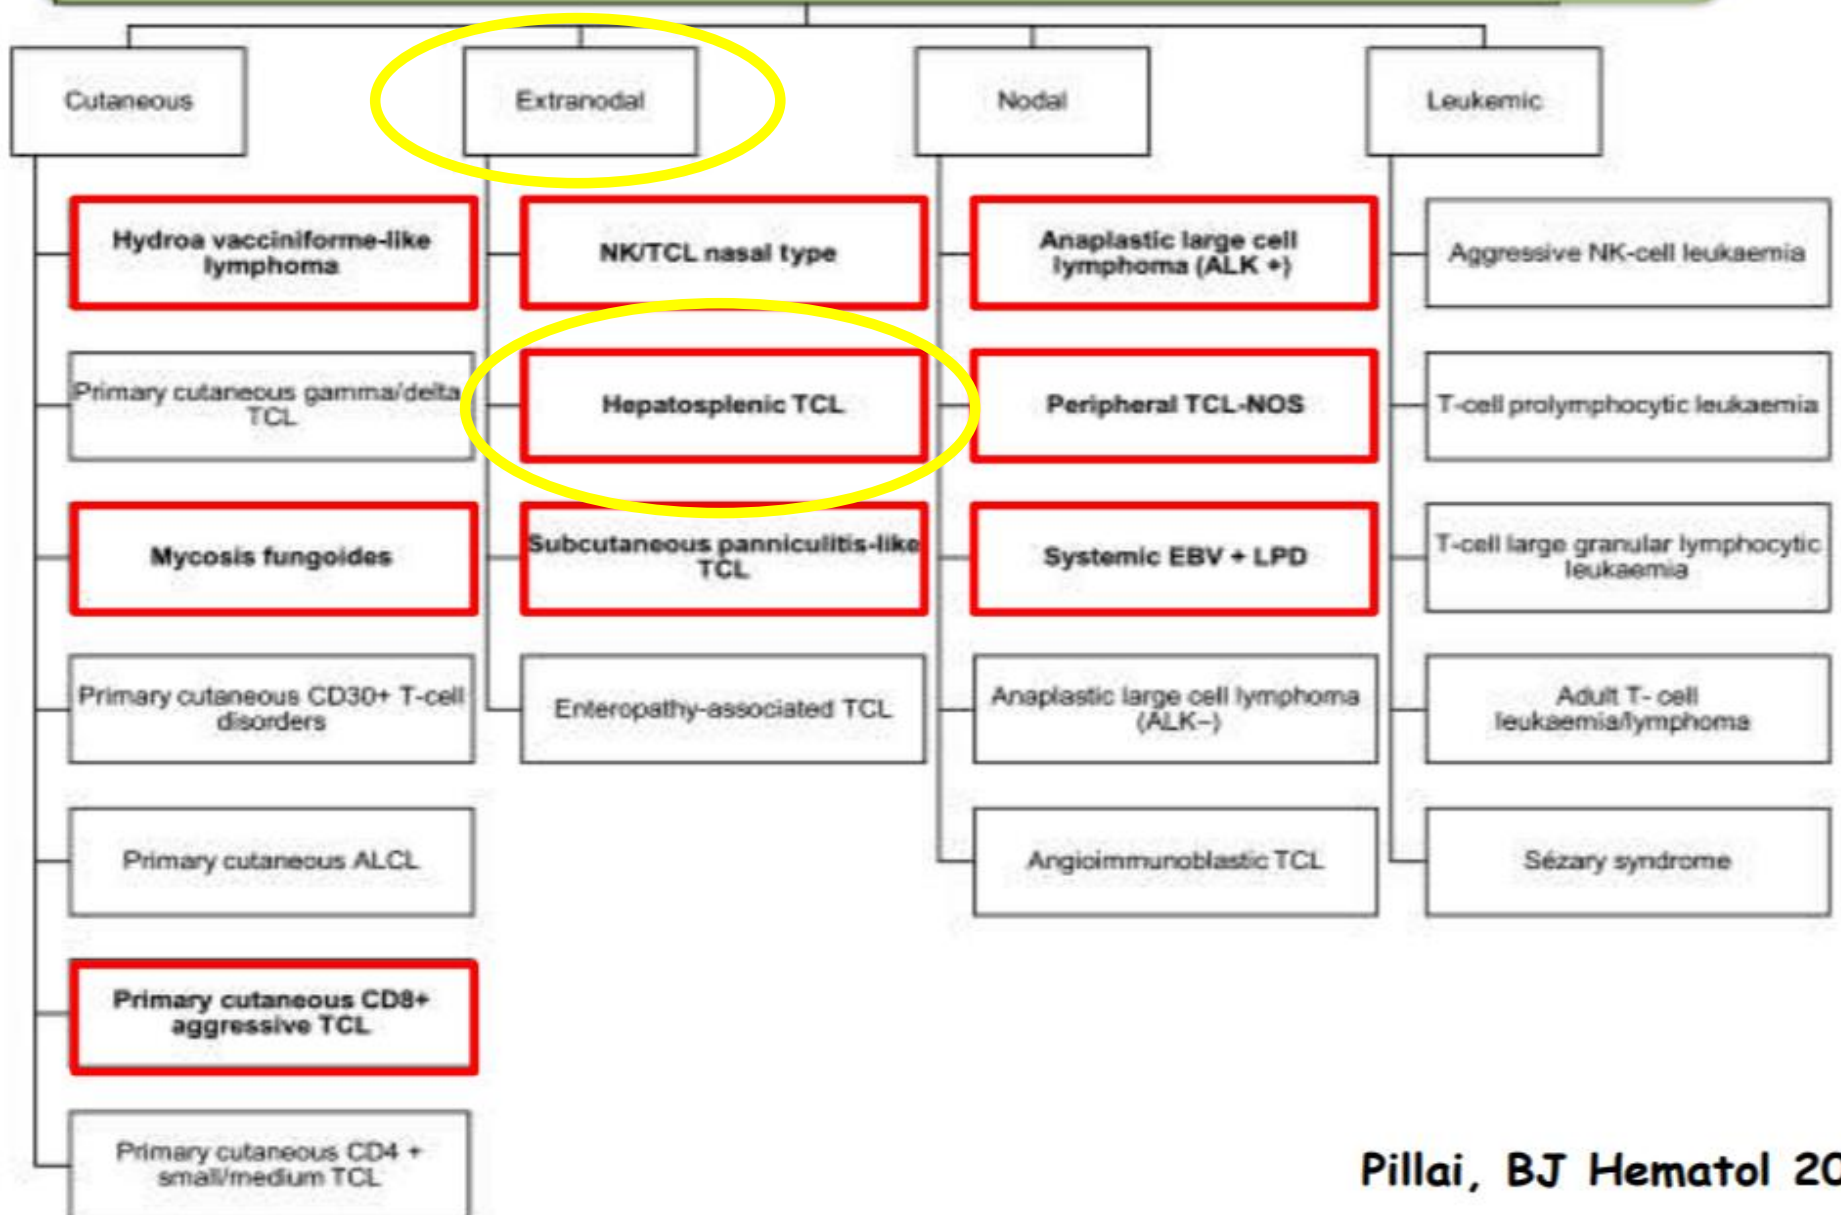 Cutaneous
Extranodal
Nodal
Leukemic
Hydroa vacciniforme-like
lymphoma
NK/TCL nasal type
Anaplastic large cell
lymphoma (ALK +)
Aggressive NK-cell leukaemia
Primary cutaneous gamma/delta
TCL
Hepatosplenic TCL
Peripheral TCL-NOS
T-cell prolymphocytic leukaemia
Mycosis fungoides
Subcutaneous panniculitis-like
TCL
Systemic EBV + LPD
T-cell large granular lymphocytic
leukaemia
Primary cutaneous CD30+ T-cell
disorders
Enteropathy-associated TCL
Anaplastic large cell lymphoma
(ALK–)
Adult T- cell
leukaemia/lymphoma
Primary cutaneous ALCL
Angioimmunoblastic TCL
Sézary syndrome
Primary cutaneous CD8+
aggressive TCL
Primary cutaneous CD4 +
small/medium TCL
Pillai, BJ Hematol 20